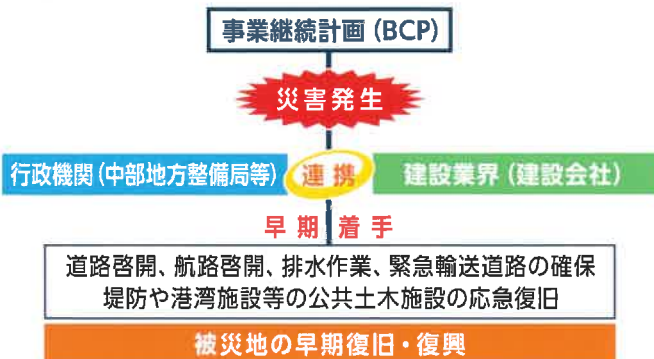 事業継続計画(BCP)
災害発生
行政機関(中部地方整備局等)
連携
建設業界(建設会社)
早期着手
道路啓開、航路啓開、排水作業、緊急輸送道路の確保
堤防や港湾施設等の公共土木施設の応急復旧
被災地の早期復旧・復興